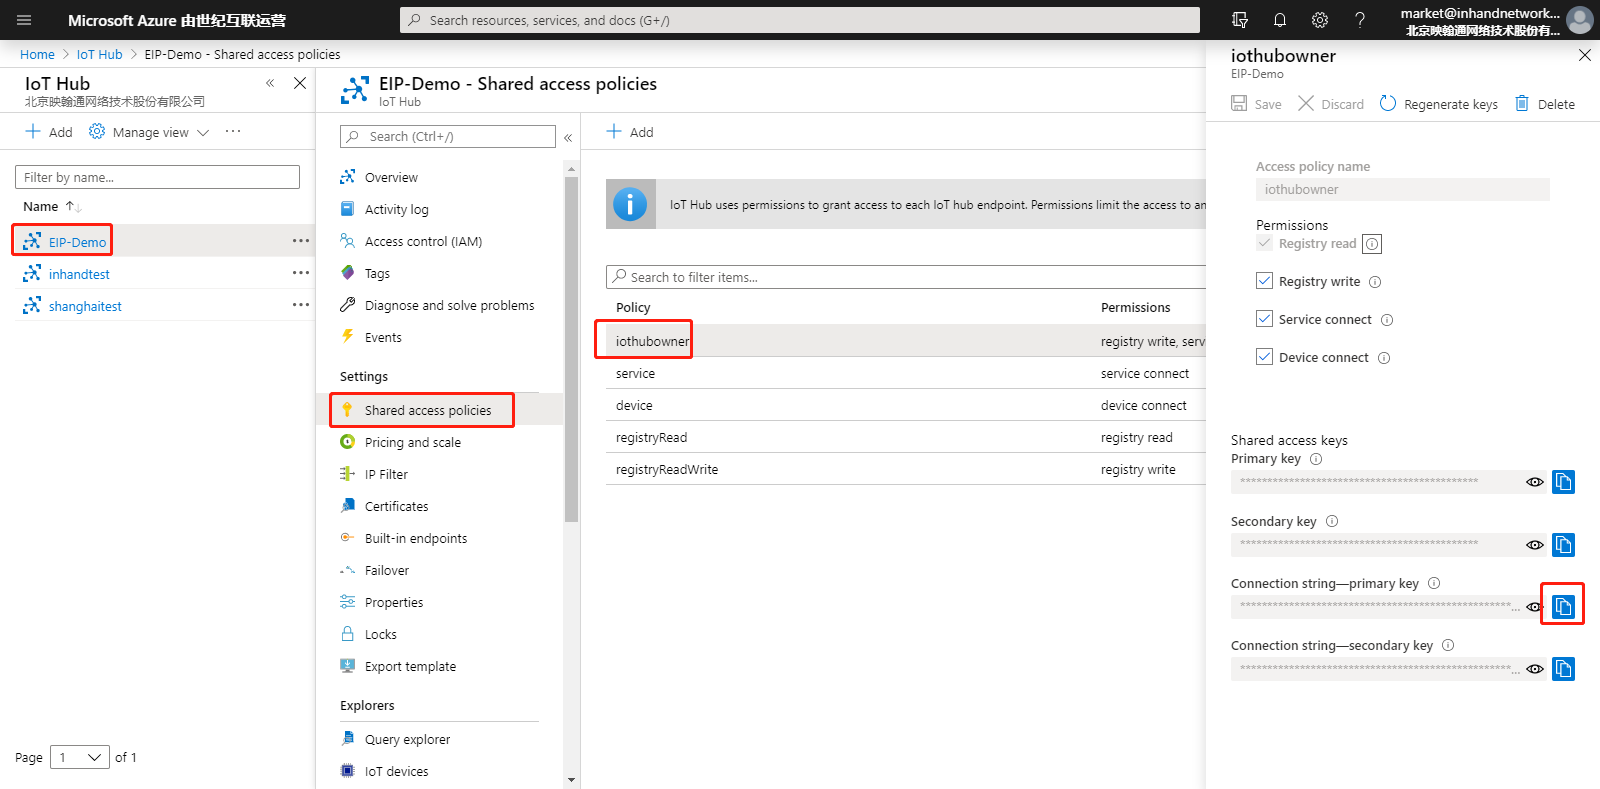 Microsoft Azure 由世纪互联运营
Search resources, services, and docs (G+/)
market@inhandnetwork...
北京映翰通网络技术股份有...
Home > IoT Hub > EIP-Demo - Shared access policies
IoT Hub
北京映翰通网络技术股份有限公司
Add
Manage view
Filter by name...
Name
EIP-Demo
inhandtest
shanghaitest
Page 1 of 1
EIP-Demo - Shared access policies
IoT Hub
Search (Ctrl+/)
Overview
Activity log
Access control (IAM)
Tags
Diagnose and solve problems
Events
Settings
Shared access policies
Pricing and scale
IP Filter
Certificates
Built-in endpoints
Failover
Properties
Locks
Export template
Explorers
Query explorer
IoT devices
Add
IoT Hub uses permissions to grant access to each IoT hub endpoint. Permissions limit the access to an
Search to filter items...
Policy Permissions
iothubowner registry write, serv
service service connect
device device connect
registryRead registry read
registryReadWrite registry write
iothubowner
EIP-Demo
Save Discard Regenerate keys Delete
Access policy name
iothubowner
Permissions
Registry read
Registry write
Service connect
Device connect
Shared access keys
Primary key
Secondary key
Connection string—primary key
Connection string—secondary key